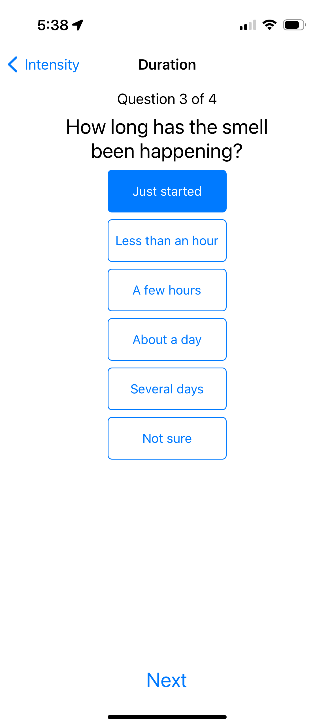 5:38
Intensity
Duration
Question 3 of 4
How long has the smell
been happening?
Just started
Less than an hour
A few hours
About a day
Several days
Not sure
Next